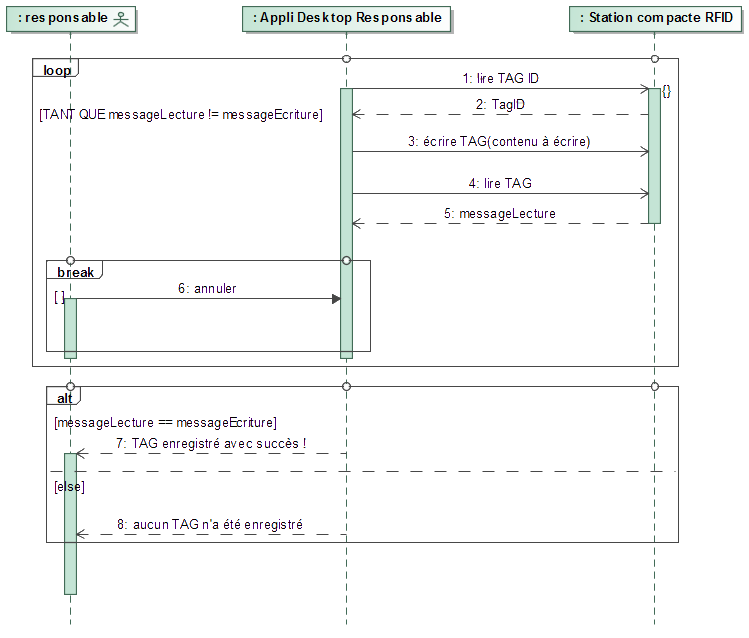 : responsable
: Appli Desktop Responsable
: Station compacte RFID
loop
1: lire TAG ID
{}
2: TagID
[TANT QUE messageLecture != messageEcriture]
3: écrire TAG(contenu à écrire)
4: lire TAG
5: messageLecture
break
6: annuler
[ ]
alt
[messageLecture == messageEcriture]
7: TAG enregistré avec succès !
[else]
8: aucun TAG n'a été enregistré